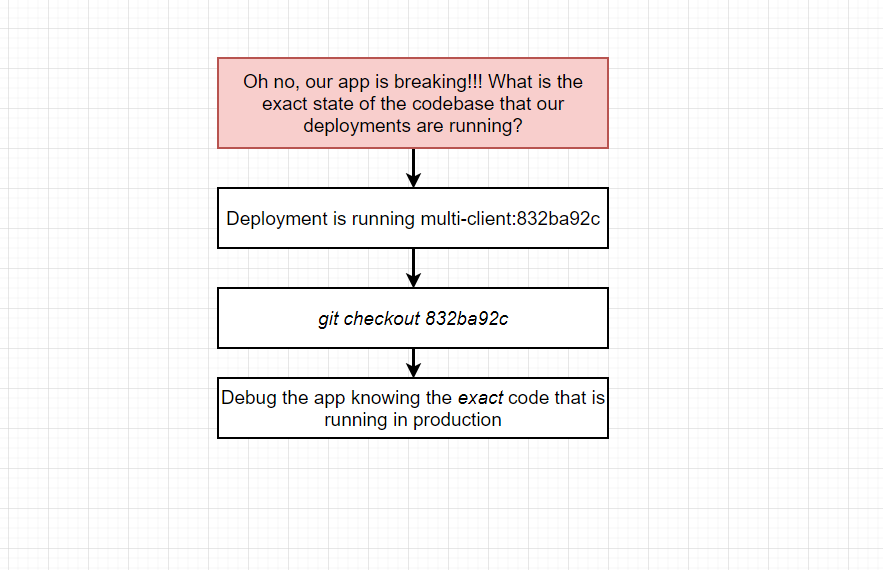 Oh no, our app is breaking!!! What is the
exact state of the codebase that our
deployments are running?
Deployment is running multi-client:832ba92c
git checkout 832ba92c
Debug the app knowing the exact code that is
running in production